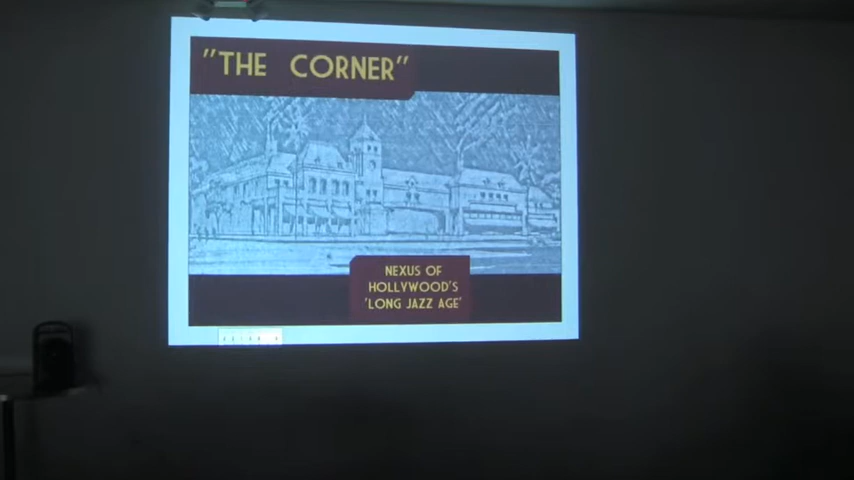 "THE CORNER"
NEXUS OF
HOLLYWOOD'S
'LONG JAZZ AGE'